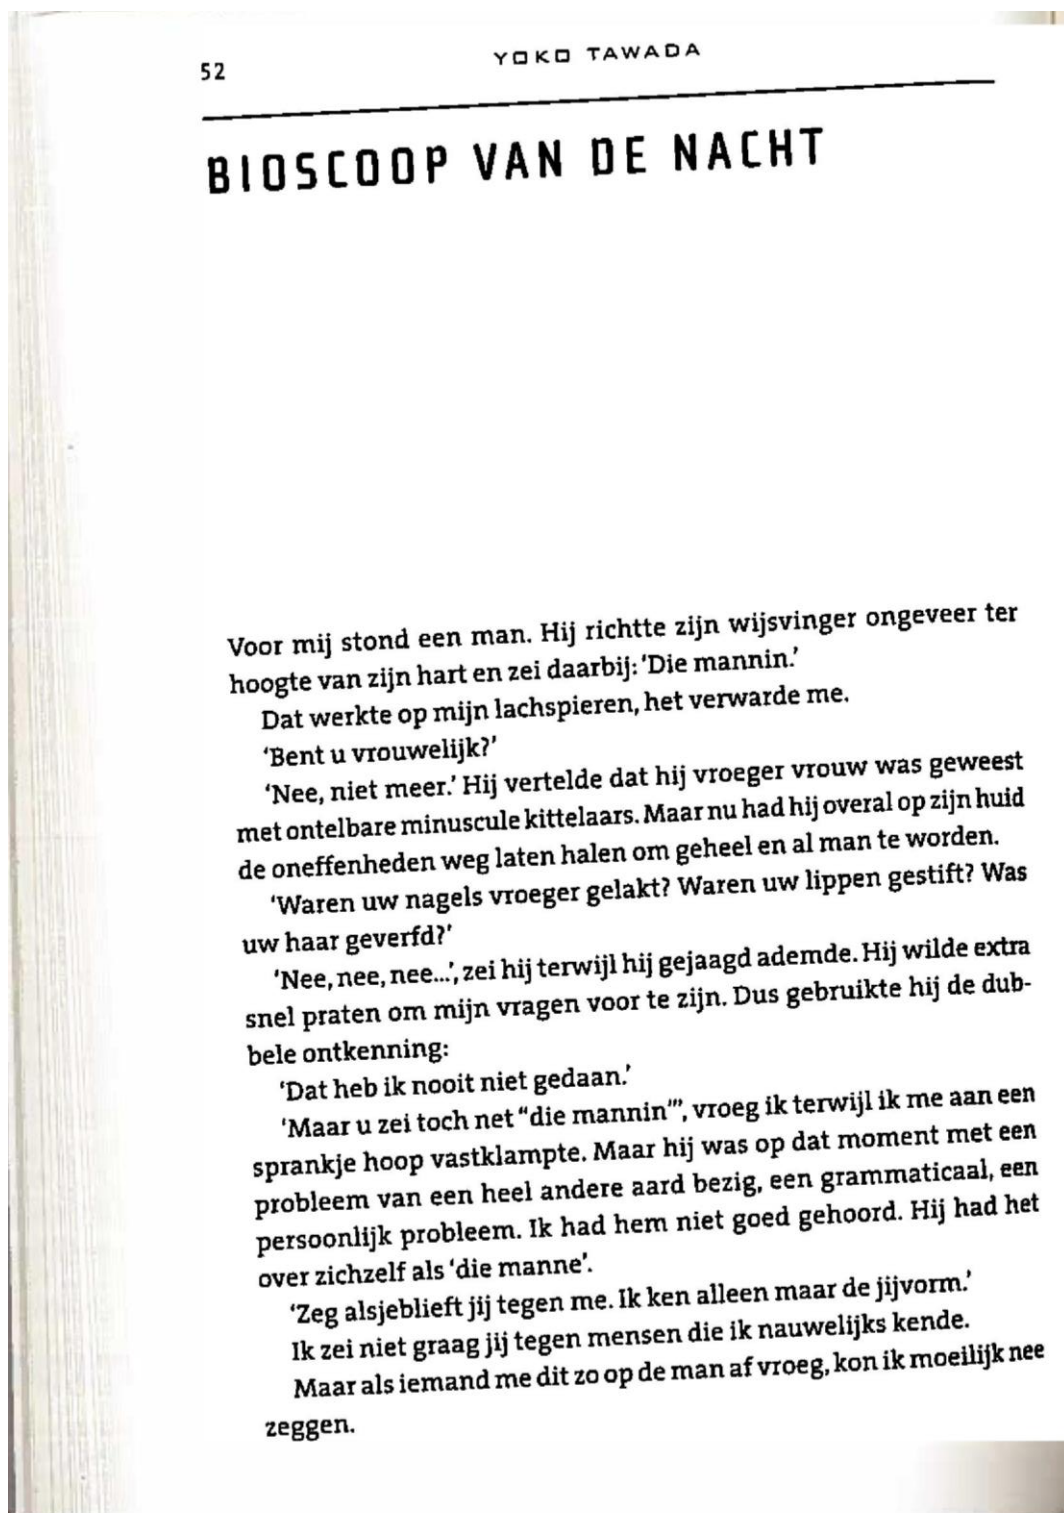 52
YOKO TAWADA
BIOSCOOP VAN DE NACHT
Voor mij stond een man. Hij richtte zijn wijsvinger ongeveer ter
hoogte van zijn hart en zei daarbij: ‘Die mannin.’
Dat werkte op mijn lachspieren, het verwarde me.
‘Bent u vrouwelijk?’
‘Nee, niet meer.’ Hij vertelde dat hij vroeger vrouw was geweest
met ontelbare minuscule kittelaars. Maar nu had hij overal op zijn huid
de oneffenheden weg laten halen om geheel en al man te worden.
‘Waren uw nagels vroeger gelakt? Waren uw lippen gestift? Was
uw haar geverfd?’
‘Nee, nee, nee...’, zei hij terwijl hij gejaagd ademde. Hij wilde extra
snel praten om mijn vragen voor te zijn. Dus gebruikte hij de dub-
bele ontkenning:
‘Dat heb ik nooit niet gedaan.’
‘Maar u zei toch net “die mannin”’, vroeg ik terwijl ik me aan een
sprankje hoop vastklampte. Maar hij was op dat moment met een
probleem van een heel andere aard bezig, een grammaticaal, een
persoonlijk probleem. Ik had hem niet goed gehoord. Hij had het
over zichzelf als ‘die manne’.
‘Zeg alsjeblieft jij tegen me. Ik ken alleen maar de jijvorm.’
Ik zei niet graag jij tegen mensen die ik nauwelijks kende.
Maar als iemand me dit zo op de man af vroeg, kon ik moeilijk nee
zeggen.